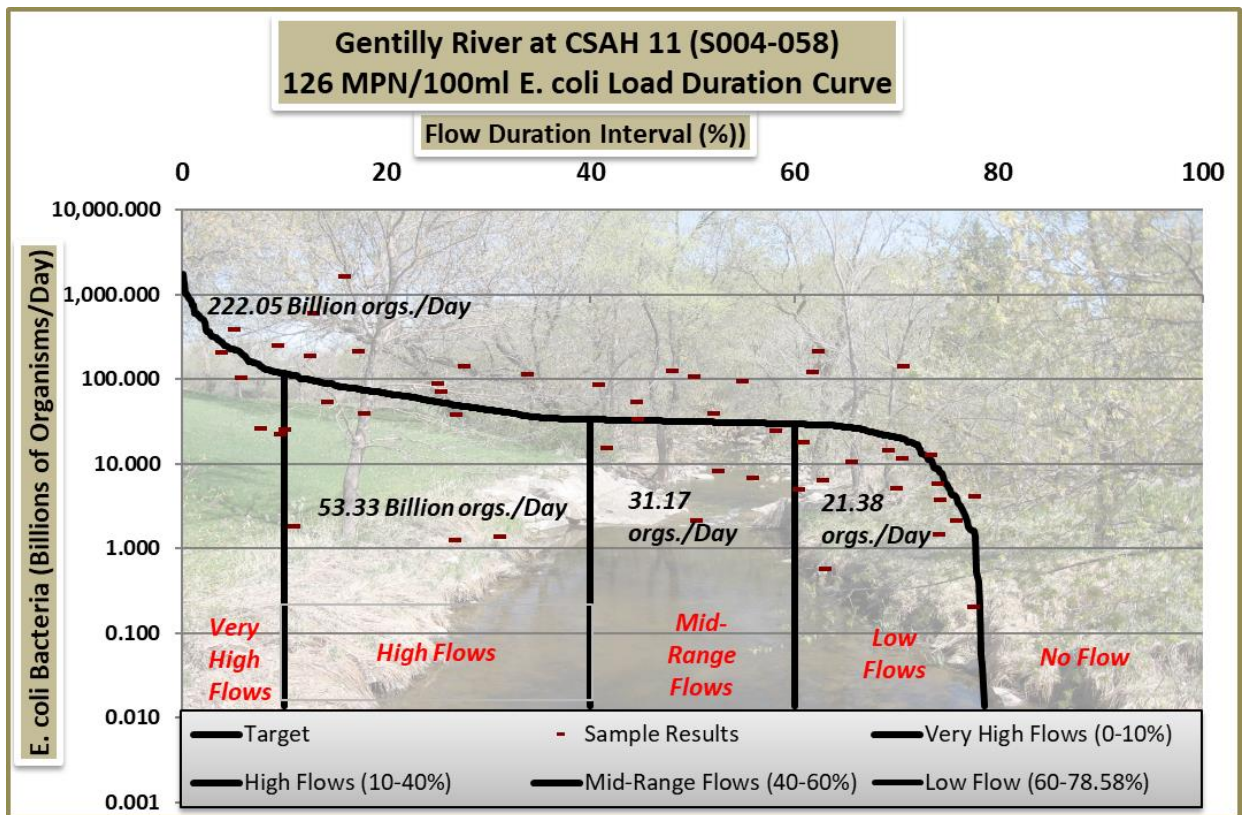 Gentilly River at CSAH 11 (S004-058)
126 MPN/100ml E. coli Load Duration Curve
Flow Duration Interval (%))
0 20 40 60 80 100
E. coli Bacteria (Billions of Organisms/Day)
10,000.000
1,000.000
100.000
10.000
1.000
0.100
0.010
0.001
222.05 Billion orgs./Day
53.33 Billion orgs./Day
31.17
orgs./Day
21.38
orgs./Day
Very
High
Flows
High Flows
Mid-
Range
Flows
Low
Flows
No Flow
Target
Sample Results
Very High Flows (0-10%)
High Flows (10-40%)
Mid-Range Flows (40-60%)
Low Flow (60-78.58%)